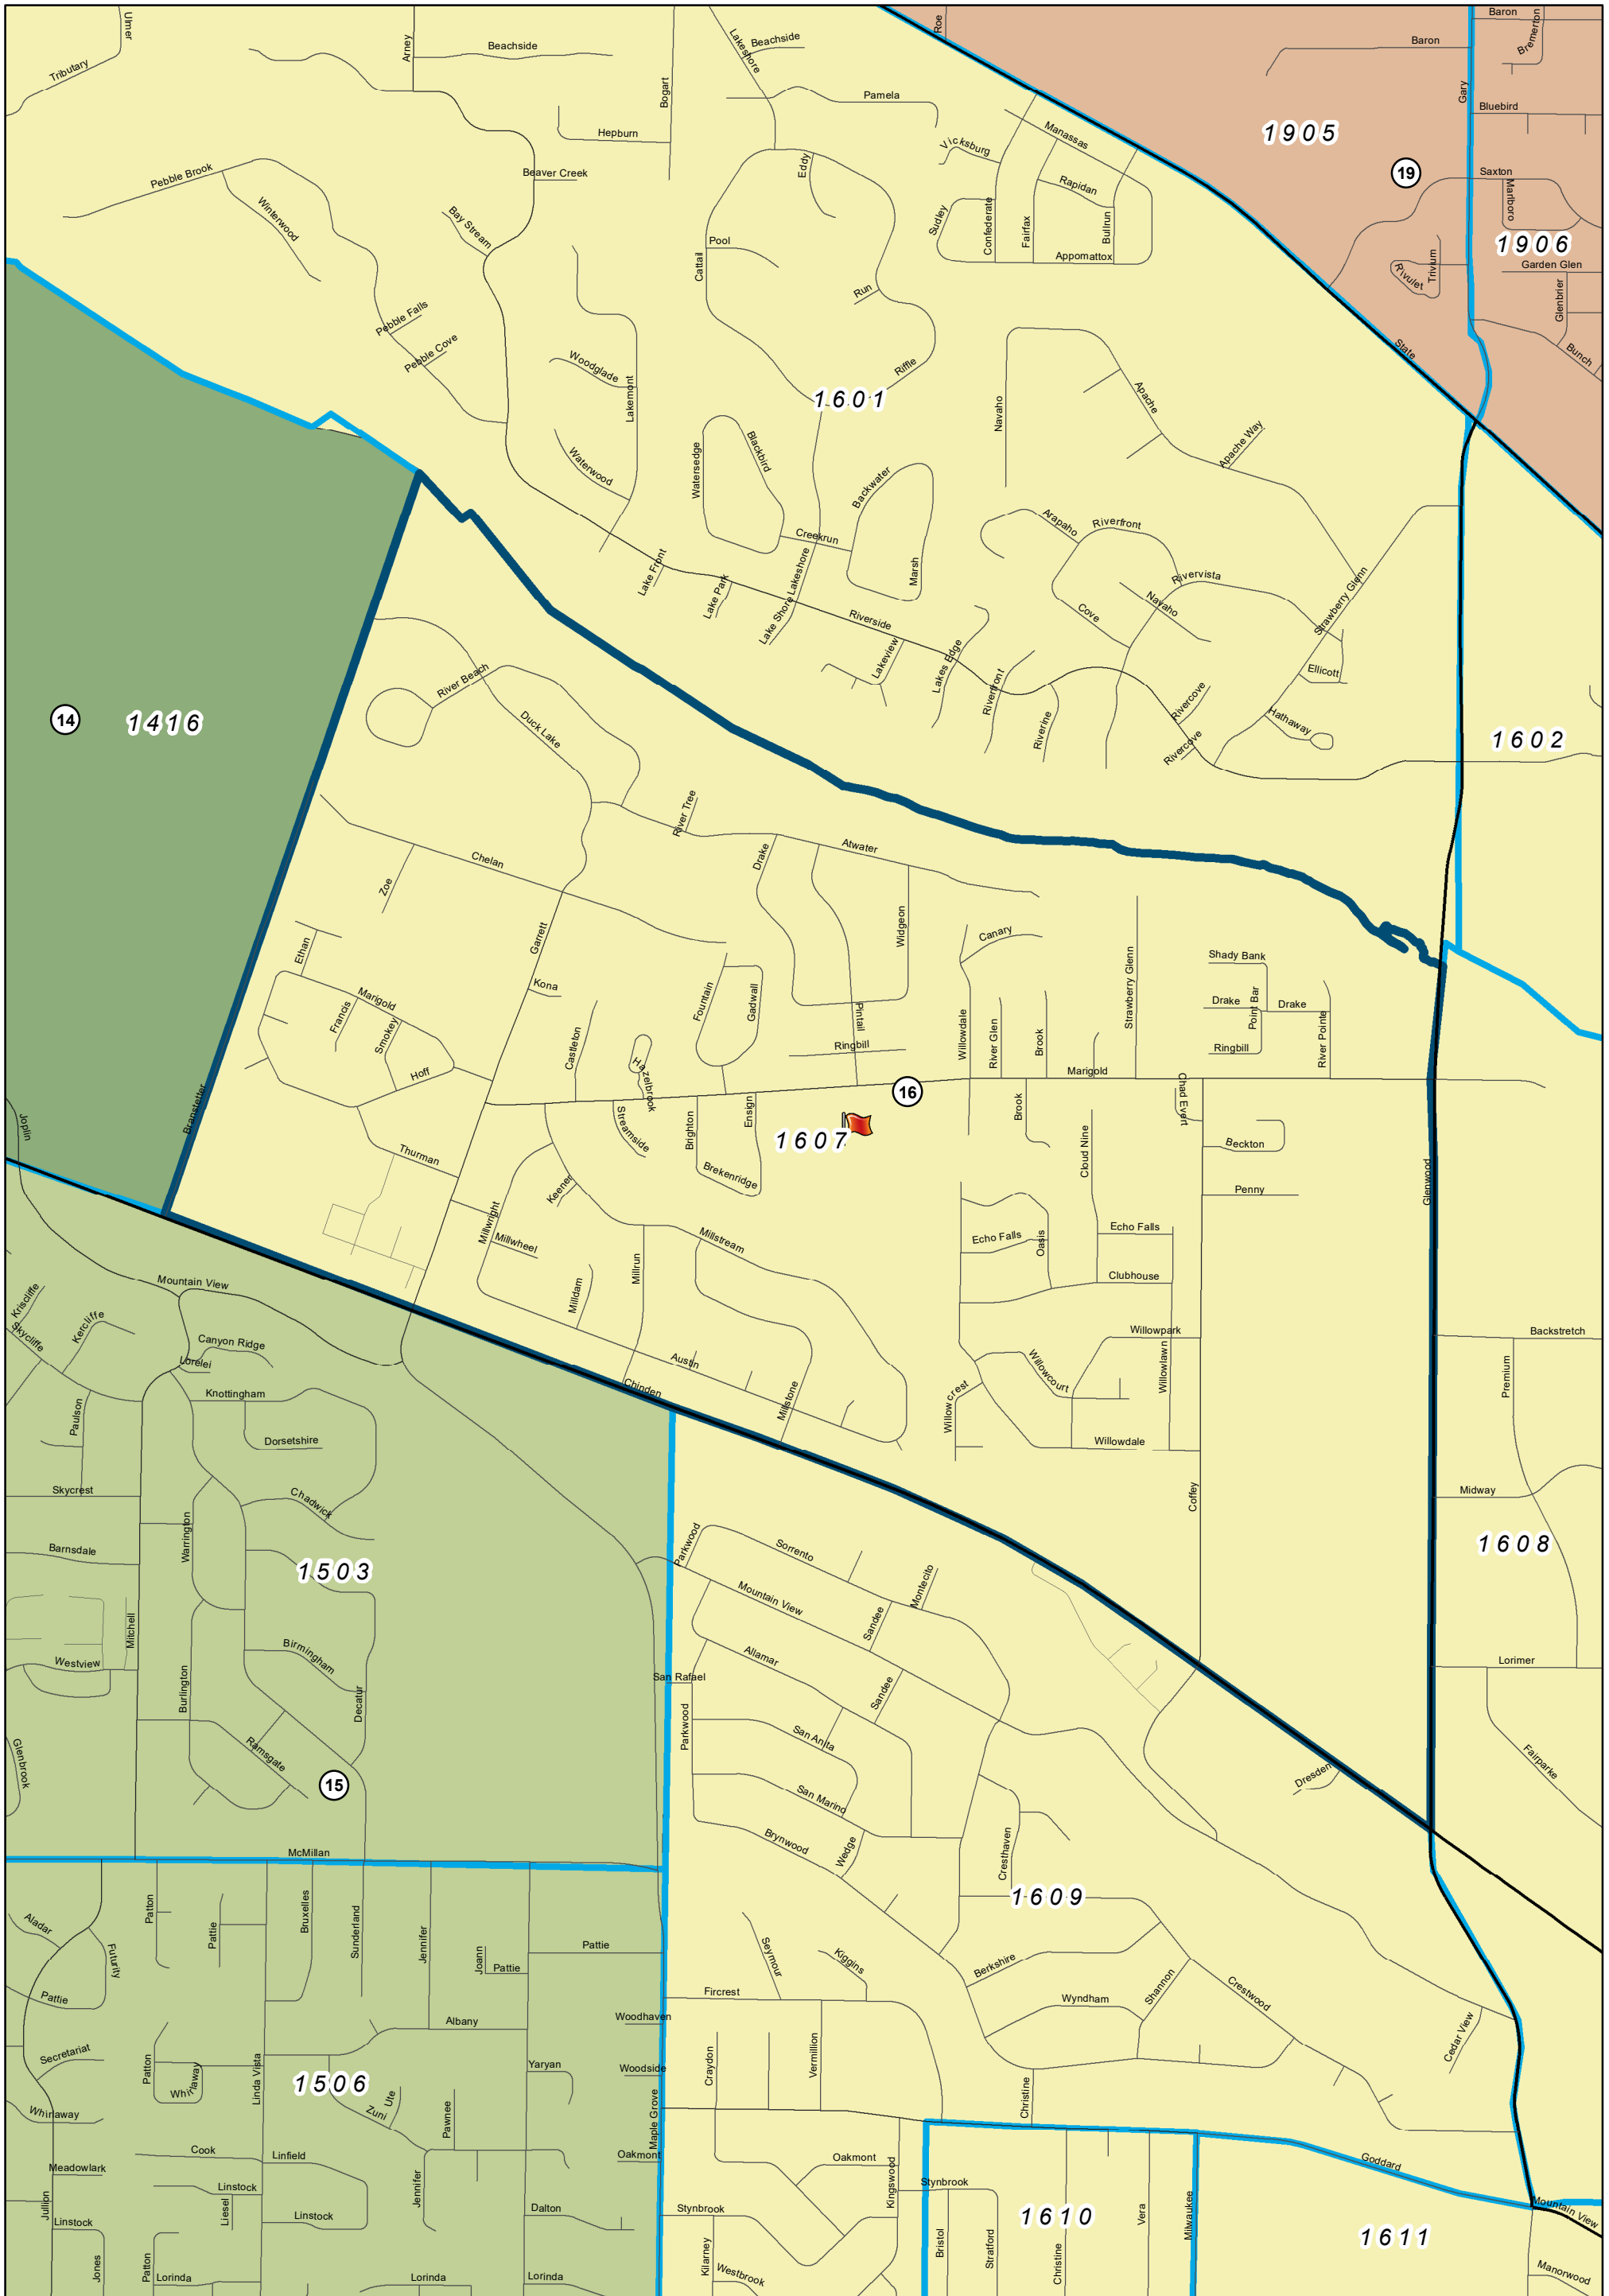 Ulmer
Tributary
Arney
Beachside
Bogart
Lakeshore
Beachside
Roe
Baron
Baron
Bremerton
Gary
Bluebird
1905
19
Pamela
Hepburn
Manassas
Vicksburg
Rapidan
Eddy
Saxton
Marlboro
1906
Pebble Brook
Beaver Creek
Winterwood
Bay Stream
Sudley
Confederate
Fairfax
Bullrun
Appomattox
Pool
Cattail
Run
Trivium
Rivulet
Garden Glen
Glenbrier
Bunch
State
Pebble Falls
Pebble Cove
Woodglade
Lakemont
Riffle
1601
Navaho
Apache
Apache Way
Watersedge
Blackbird
Waterwood
Backwater
Creekrun
Arapaho
Riverfront
Lake Front
Lake Park
Lake Shore
Lakeshore
Marsh
Rivervista
Navaho
Cove
Strawberry Glenn
Riverside
Lakeview
Lakes Edge
Riverfront
Riverine
Rivercove
Rivercove
Ellicott
Hathaway
1602
14
1416
River Beach
Duck Lake
River Tree
Atwater
Drake
Chelan
Zoe
Garrett
Ethan
Widgeon
Canary
Strawberry Glenn
Shady Bank
Kona
Marigold
Francis
Smokey
Hoff
Castleton
Fountain
Gadwall
Pintail
Ringbill
Willowdale
River Glen
Brook
Drake
Point Bar
Drake
Ringbill
River Pointe
Hazelbrook
Marigold
16
Branstetter
Joplin
Streamside
Brighton
Ensign
1607
Brook
Chad Evert
Cloud Nine
Beckton
Thurman
Brekenridge
Keener
Penny
Glenwood
Millwright
Millwheel
Millstream
Echo Falls
Oasis
Echo Falls
Clubhouse
Mountain View
Millrun
Milldam
Kriscliffe
Skycliffe
Kercliffe
Canyon Ridge
Lorelei
Austin
Willowpark
Backstretch
Knottingham
Chinden
Millstone
Willowcourt
Willowlawn
Willow crest
Premium
Paulson
Dorsetshire
Willowdale
Skycrest
Chadwick
Coffey
Midway
Barnsdale
Warrington
1503
Parkwood
Sorrento
Montecito
1608
Mitchell
Mountain View
Sandee
Westview
Birmingham
Allamar
San Rafael
Lorimer
Burlington
Decatur
Parkwood
Sandee
Glenbrook
Ramsgate
San Anita
Dresden
Fairparke
15
San Marino
Brynwood
Wedge
Cresthaven
McMillan
1609
Patton
Pattie
Bruxelles
Sunderland
Jennifer
Aladar
Futurity
Joann
Pattie
Pattie
Seymour
Kiggins
Berkshire
Pattie
Fircrest
Wyndham
Shannon
Crestwood
Woodhaven
Albany
Cedar View
Secretariat
Patton
Whirlaway
Linda Vista
Yaryan
Woodside
Craydon
Vermillion
1506
Zuni
Ute
Pawnee
Christine
Whirlaway
Maple Grove
Cook
Linfield
Oakmont
Oakmont
Goddard
Meadowlark
Linstock
Jennifer
Kingswood
Stynbrook
Jullion
Liesel
Linstock
Dalton
Stynbrook
1610
Vera
Milwaukee
Mountain View
Linstock
Bristol
Stratford
Christine
1611
Jones
Patton
Lorinda
Lorinda
Lorinda
Kilarney
Westbrook
Manorwood